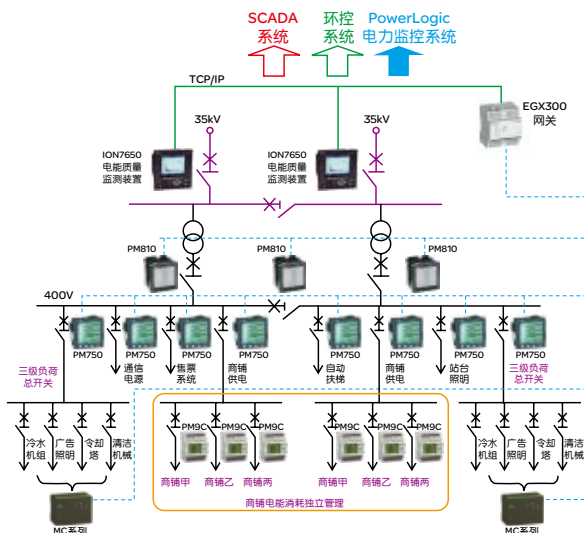 SCADA
系统
环控
系统
PowerLogic
电力监控系统
TCP/IP
EGX300
网关
35kV
35kV
ION7650
电能质量
监测装置
ION7650
电能质量
监测装置
PM810
PM810
PM810
400V
PM750
PM750
PM750
PM750
PM750
PM750
PM750
PM750
三级负荷
总开关
通信
电源
售票
系统
商铺
供电
自动
扶梯
商铺
供电
站台
照明
三级负荷
总开关
PM9C
PM9C
PM9C
PM9C
PM9C
PM9C
冷水
机组
广告
照明
冷却
塔
清洁
机械
商铺甲
商铺乙
商铺丙
商铺甲
商铺乙
商铺丙
冷水
机组
广告
照明
冷却
塔
清洁
机械
商铺电能消耗独立管理
MC系列
MC系列